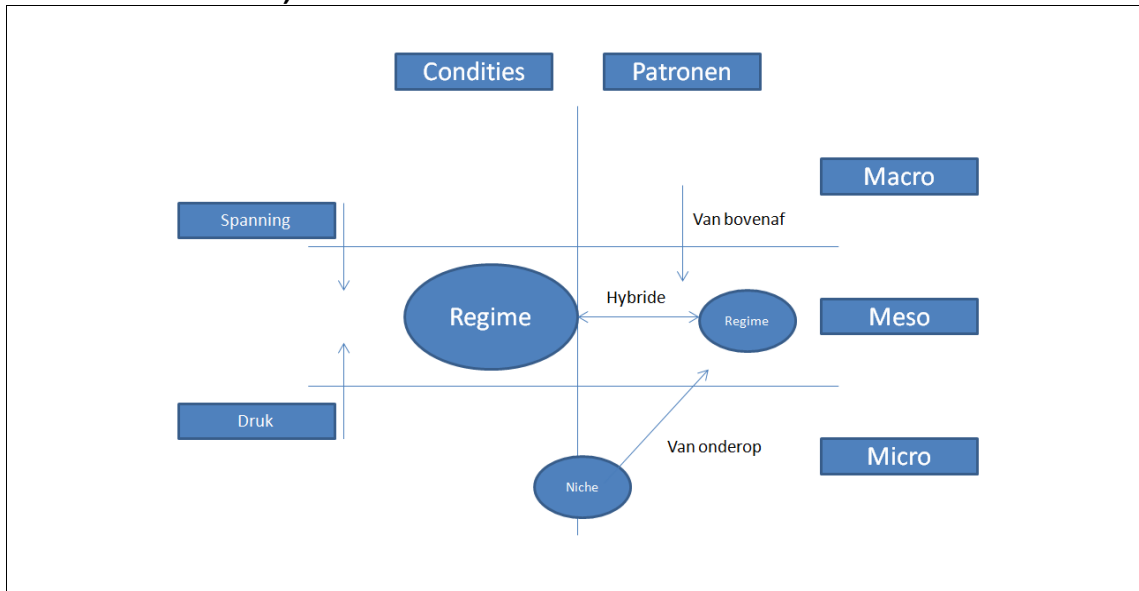 Condities
Patronen
Macro
Spanning
Van bovenaf
Hybride
Regime
Regime
Meso
Druk
Van onderop
Micro
Niche